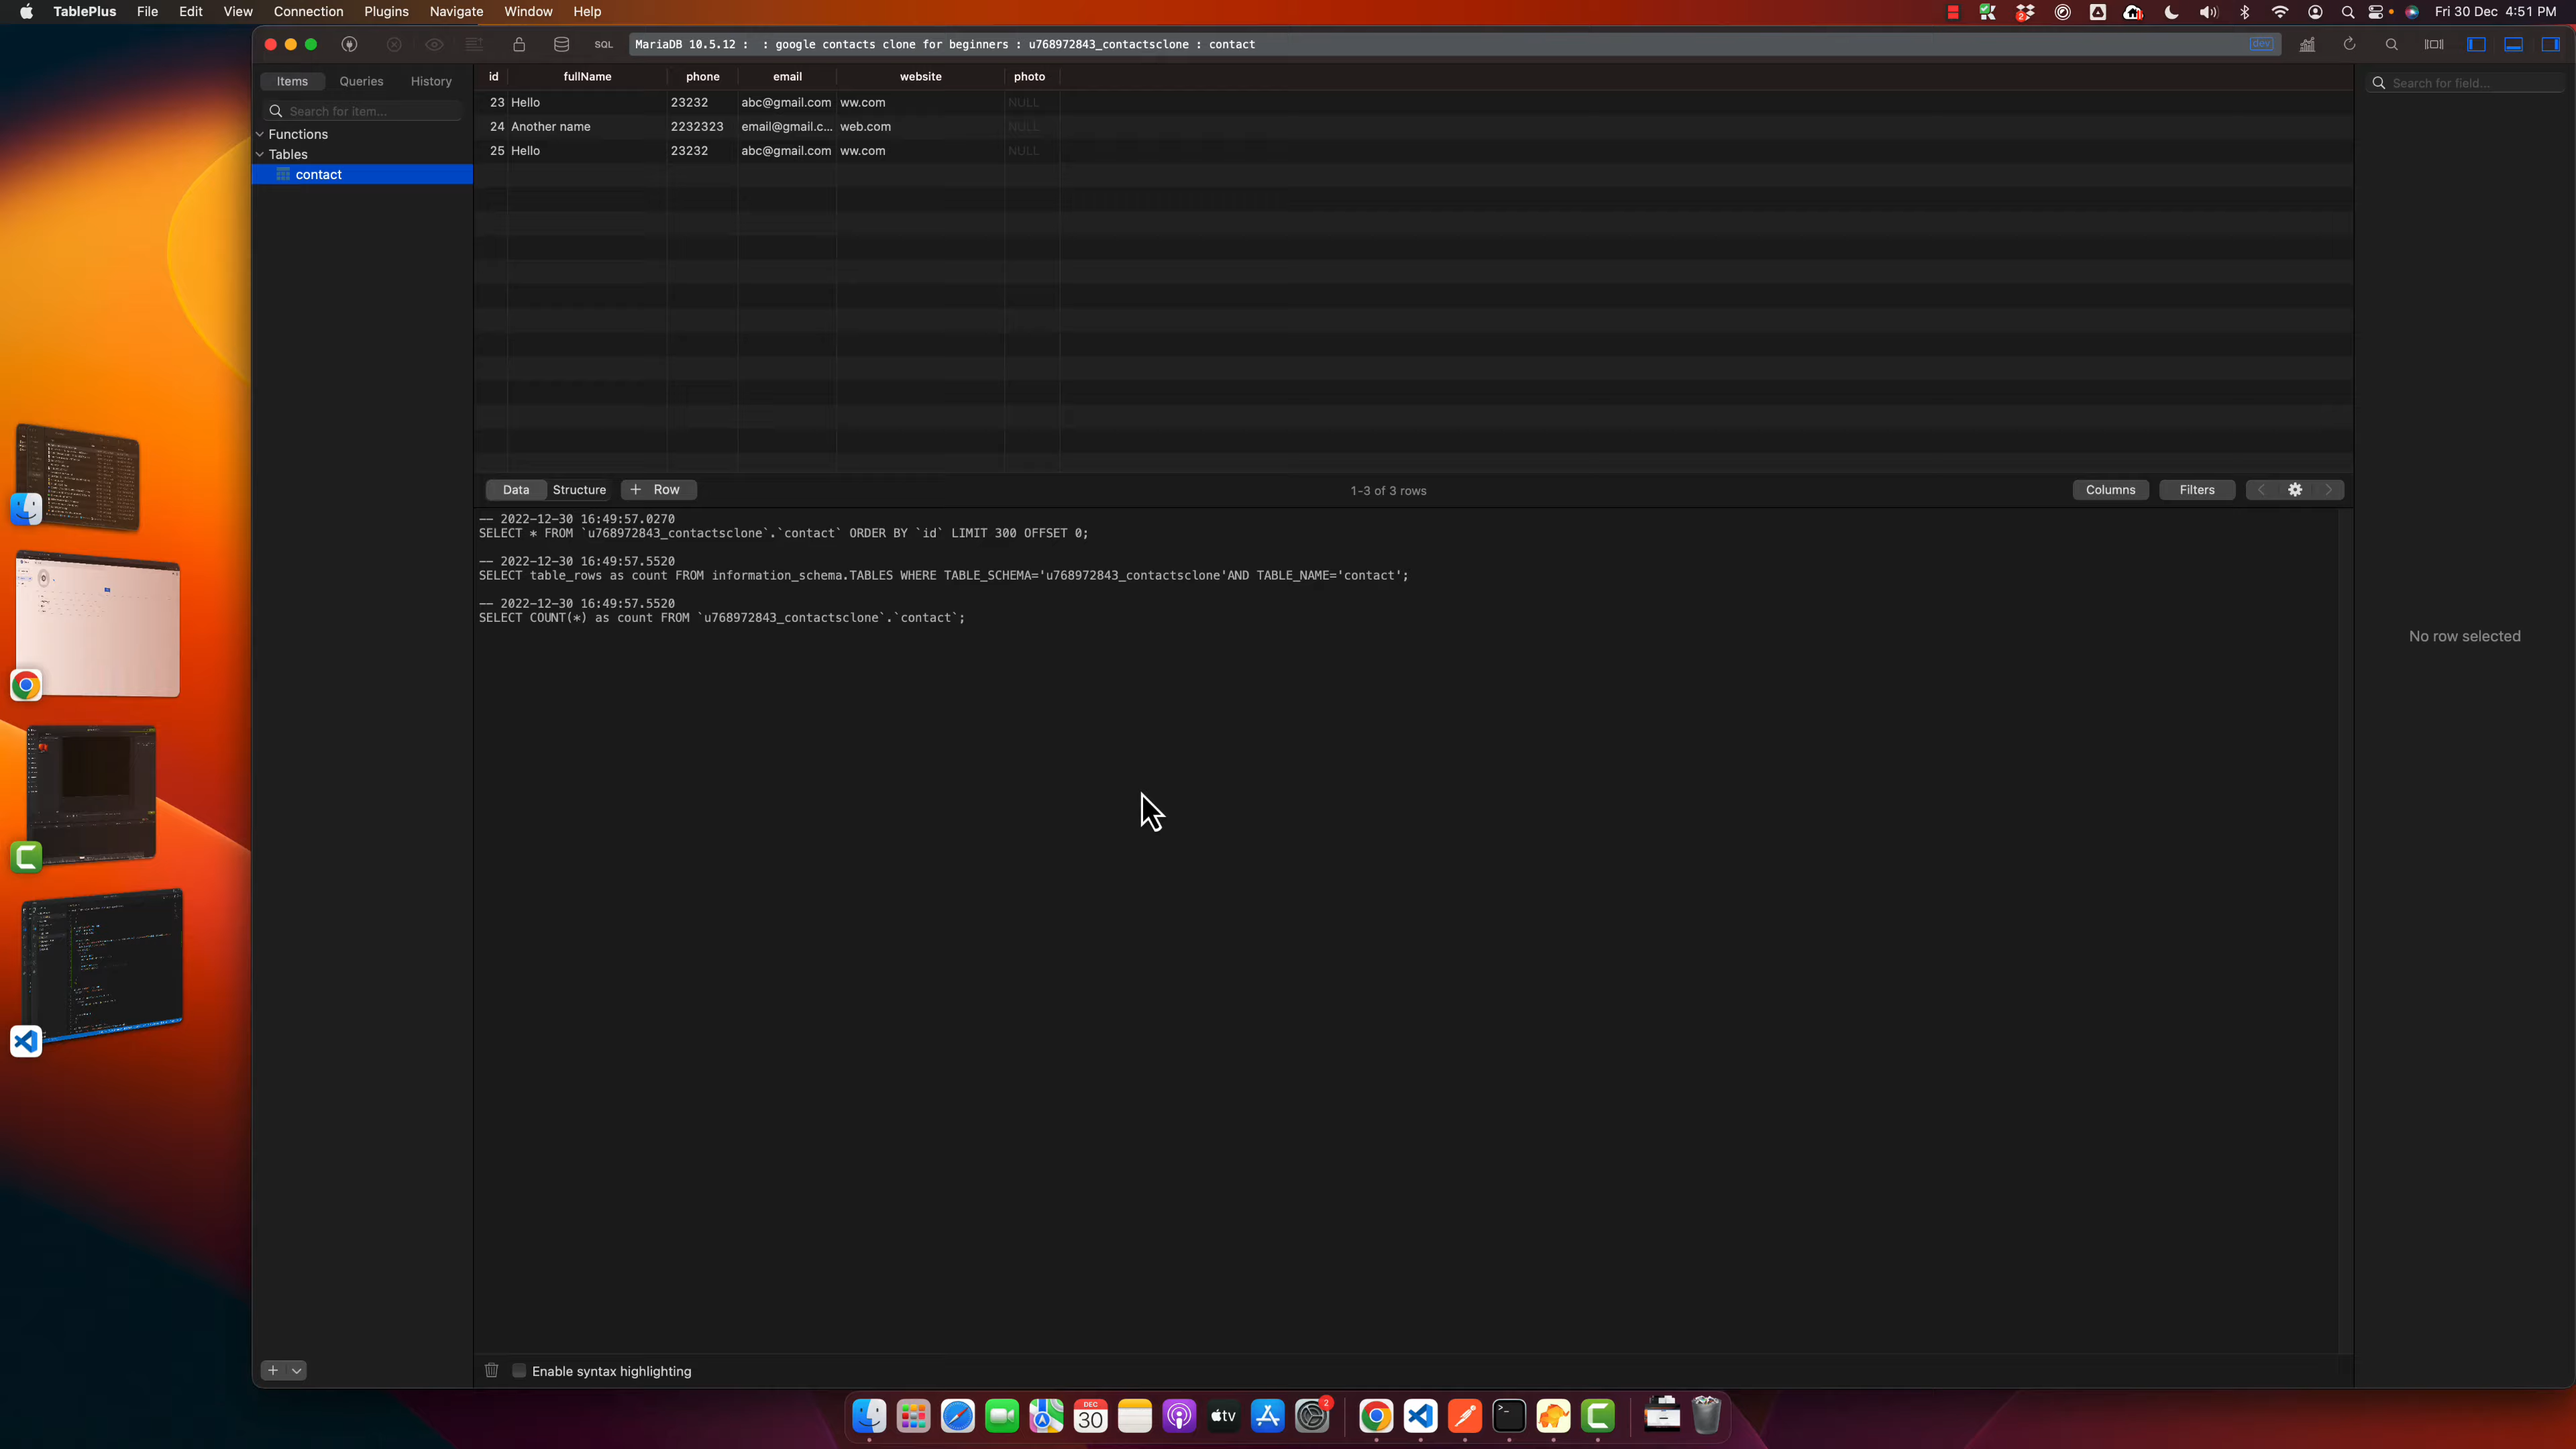 TablePlus File Edit View Connection Plugins Navigate Window Help
2
Fri 30 Dec 4:51 PM
SQL
MariaDB 10.5.12 : : google contacts clone for beginners : u768972843_contactsclone : contact
dev
Items Queries History
Search for item...
Functions
Tables
contact
id fullName phone email website photo
23 Hello 23232 abc@gmail.com ww.com NULL
24 Another name 2232323 email@gmail.c... web.com NULL
25 Hello 23232 abc@gmail.com ww.com NULL
Search for field...
No row selected
Data Structure + Row
1-3 of 3 rows
Columns Filters
-- 2022-12-30 16:49:57.0270
SELECT * FROM `u768972843_contactsclone`.`contact` ORDER BY `id` LIMIT 300 OFFSET 0;
-- 2022-12-30 16:49:57.5520
SELECT table_rows as count FROM information_schema.TABLES WHERE TABLE_SCHEMA='u768972843_contactsclone'AND TABLE_NAME='contact';
-- 2022-12-30 16:49:57.5520
SELECT COUNT(*) as count FROM `u768972843_contactsclone`.`contact`;
Enable syntax highlighting
DEC
30
tv
2